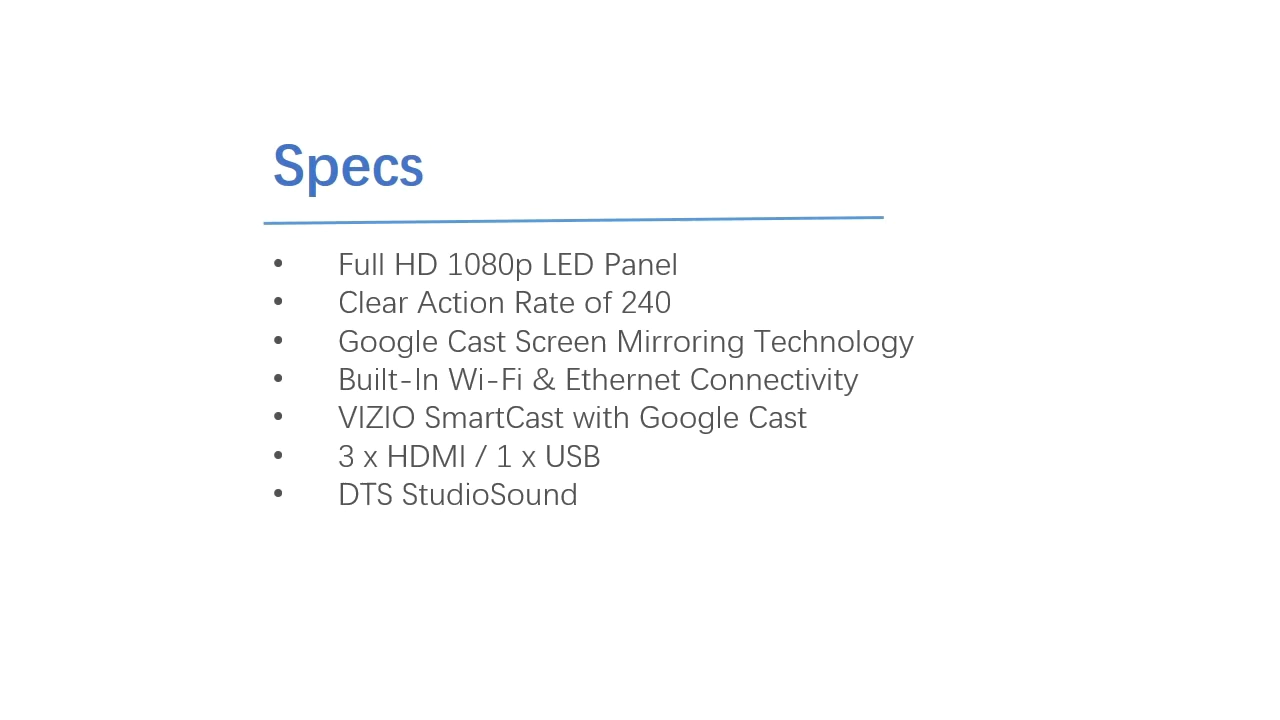 Specs
• Full HD 1080p LED Panel
• Clear Action Rate of 240
• Google Cast Screen Mirroring Technology
• Built-In Wi-Fi & Ethernet Connectivity
• VIZIO SmartCast with Google Cast
• 3 x HDMI / 1 x USB
• DTS StudioSound